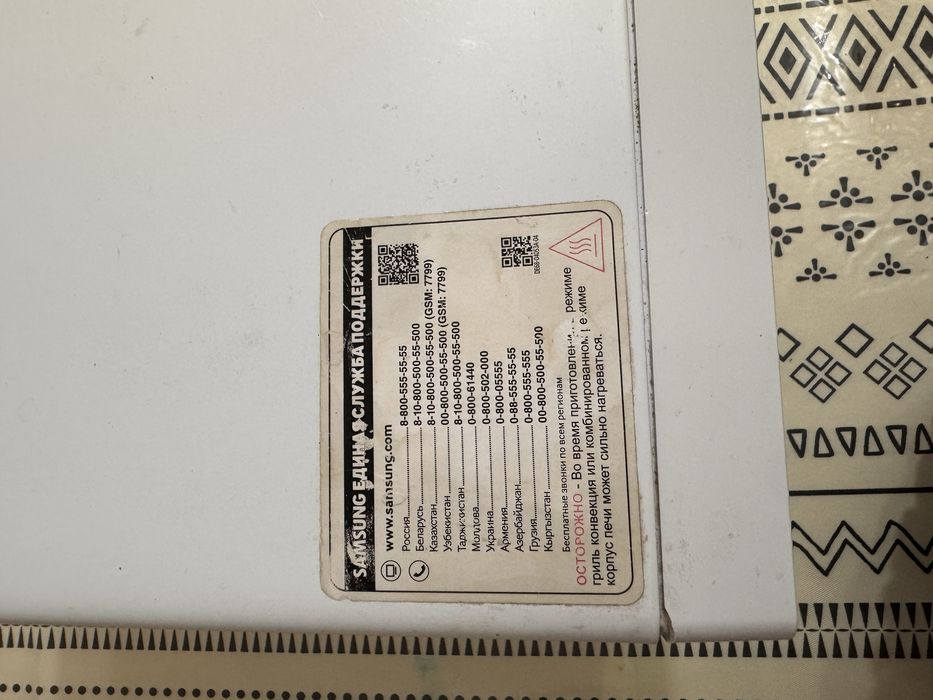 SAMSUNG ЕДИНАЯ СЛУЖБА ПОДДЕРЖКИ
www.samsung.com
Россия 8-800-555-55-55
Беларусь 8-10-800-500-55-500
Казахстан 8-10-800-500-55-500 (GSM: 7799)
Узбекистан 00-800-500-55-500 (GSM: 7799)
Таджикистан 8-10-800-500-55-500
Молдова 0-800-61440
Украина 0-800-502-000
Армения 0-800-05555
Азербайджан 0-88-555-55-55
Грузия 0-800-555-555
Кыргызстан 00-800-500-55-500
Бесплатные звонки по всем регионам
DE68-04053A-04
ОСТОРОЖНО - Во время приготовления режиме
гриль конвекция или комбинированном режиме
корпус печи может сильно нагреваться.